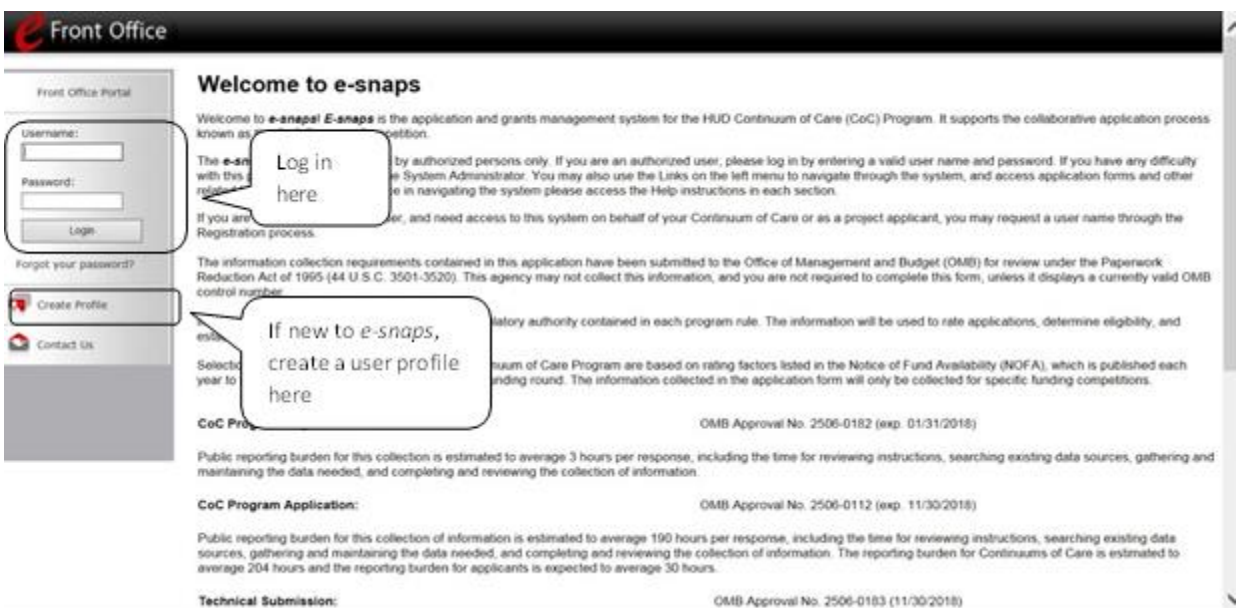 e Front Office
Front Office Portal
Username:
Password:
Login
Forgot your password?
Create Profile
Contact Us
Welcome to e-snaps
Welcome to e-snaps! E-snaps is the application and grants management system for the HUD Continuum of Care (CoC) Program. It supports the collaborative application process
known as
The e-sn by authorized persons only. If you are an authorized user, please log in by entering a valid user name and password. If you have any difficulty
with this System Administrator. You may also use the Links on the left menu to navigate through the system, and access application forms and other
in navigating the system please access the Help instructions in each section.
If you are and need access to this system on behalf of your Continuum of Care or as a project applicant, you may request a user name through the
Registration process.
The information collection requirements contained in this application have been submitted to the Office of Management and Budget (OMB) for review under the Paperwork
Reduction Act of 1995 (44 U.S.C. 3501-3520). This agency may not collect this information, and you are not required to complete this form, unless it displays a currently valid OMB
control number
authority contained in each program rule. The information will be used to rate applications, determine eligibility, and
of Care Program are based on rating factors listed in the Notice of Fund Availability (NOFA), which is published each
year to round. The information collected in the application form will only be collected for specific funding competitions.
CoC OMB Approval No. 2506-0182 (exp. 01/31/2018)
Public reporting burden for this collection is estimated to average 3 hours per response, including the time for reviewing instructions, searching existing data sources, gathering and
maintaining the data needed, and completing and reviewing the collection of information.
CoC Program Application: OMB Approval No. 2506-0112 (exp. 11/30/2018)
Public reporting burden for this collection of information is estimated to average 190 hours per response, including the time for reviewing instructions, searching existing data
sources, gathering and maintaining the data needed, and completing and reviewing the collection of information. The reporting burden for Continuums of Care is estimated to
average 204 hours and the reporting burden for applicants is expected to average 30 hours.
Technical Submission: OMB Approval No. 2506-0183 (11/30/2018)
Log in
here
If new to e-snaps,
create a user profile
here